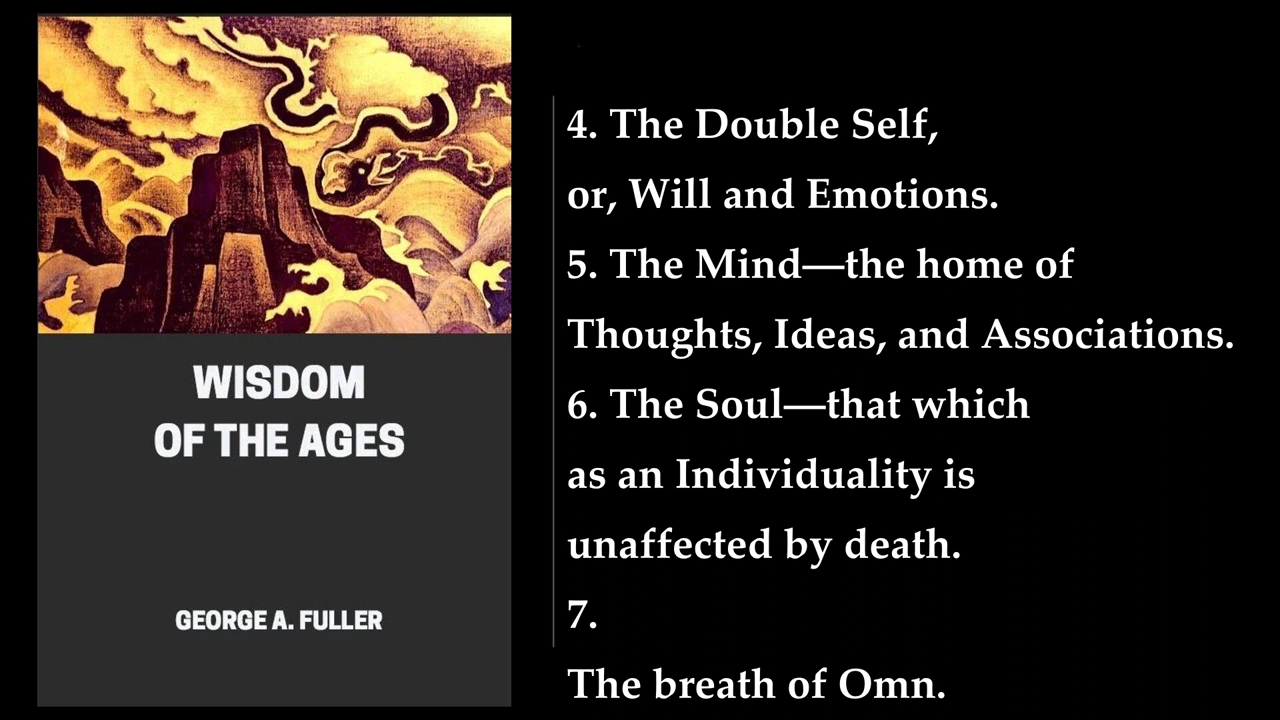 WISDOM
OF THE AGES
GEORGE A. FULLER
4. The Double Self,
or, Will and Emotions.
5. The Mind—the home of
Thoughts, Ideas, and Associations.
6. The Soul—that which
as an Individuality is
unaffected by death.
7.
The breath of Omn.